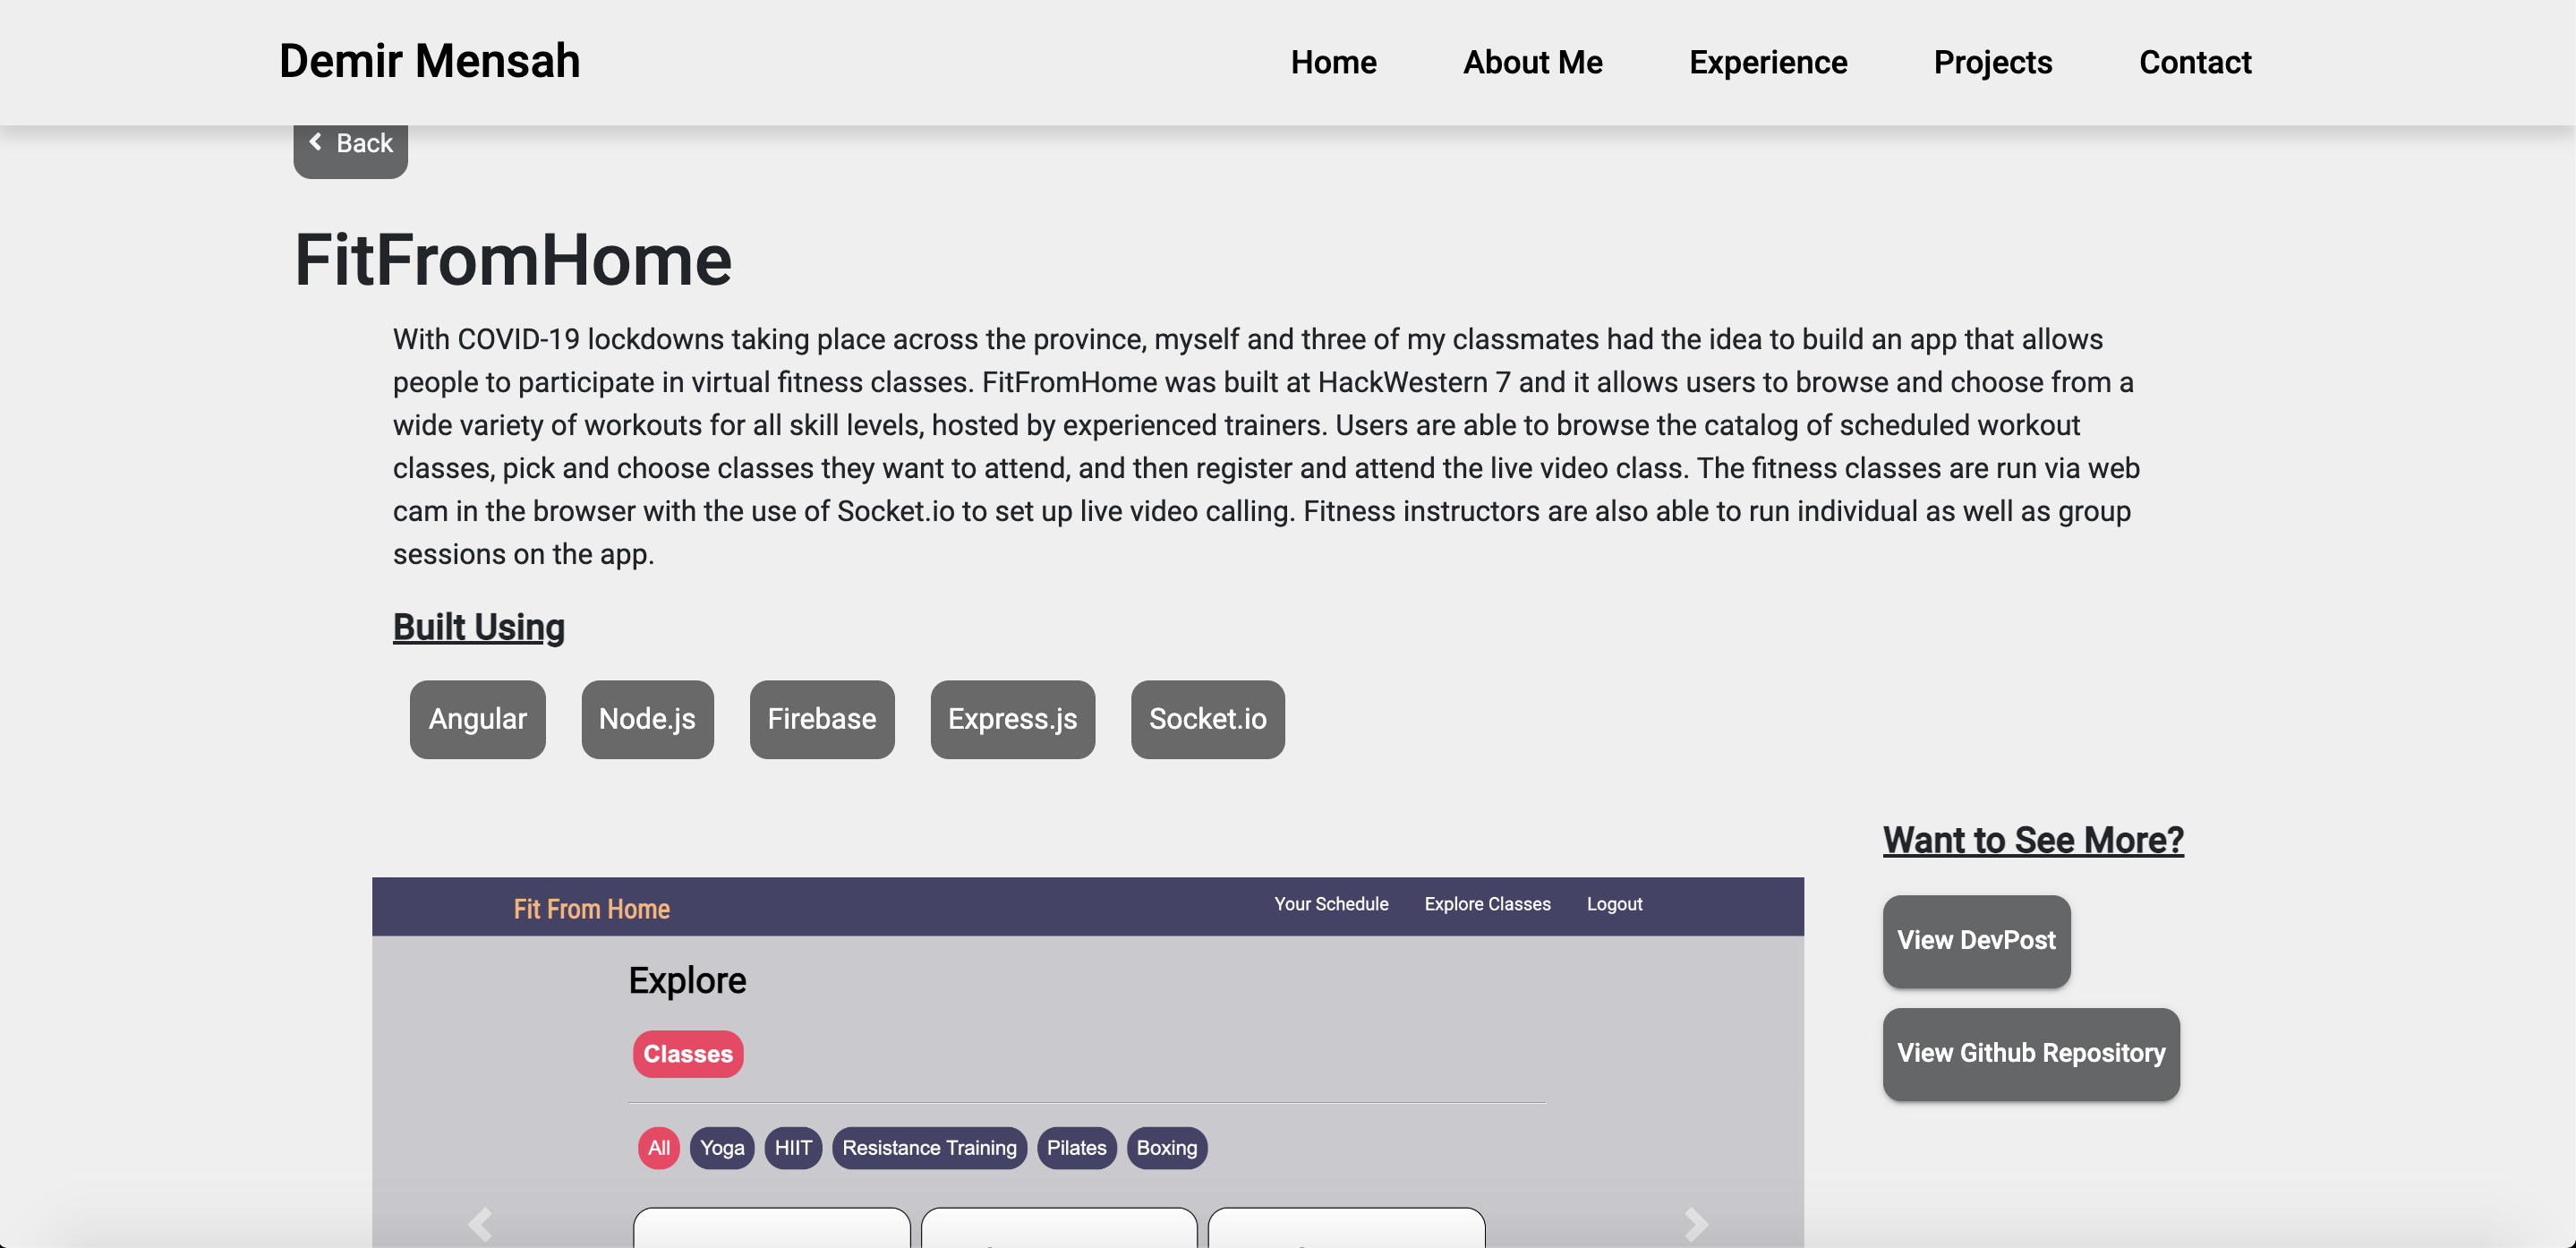 Demir Mensah
Home About Me Experience Projects Contact
Back
FitFromHome
With COVID-19 lockdowns taking place across the province, myself and three of my classmates had the idea to build an app that allows
people to participate in virtual fitness classes. FitFromHome was built at HackWestern 7 and it allows users to browse and choose from a
wide variety of workouts for all skill levels, hosted by experienced trainers. Users are able to browse the catalog of scheduled workout
classes, pick and choose classes they want to attend, and then register and attend the live video class. The fitness classes are run via web
cam in the browser with the use of Socket.io to set up live video calling. Fitness instructors are also able to run individual as well as group
sessions on the app.
Built Using
Angular Node.js Firebase Express.js Socket.io
Fit From Home Your Schedule Explore Classes Logout
Explore
Classes
All Yoga HIIT Resistance Training Pilates Boxing
Want to See More?
View DevPost
View Github Repository